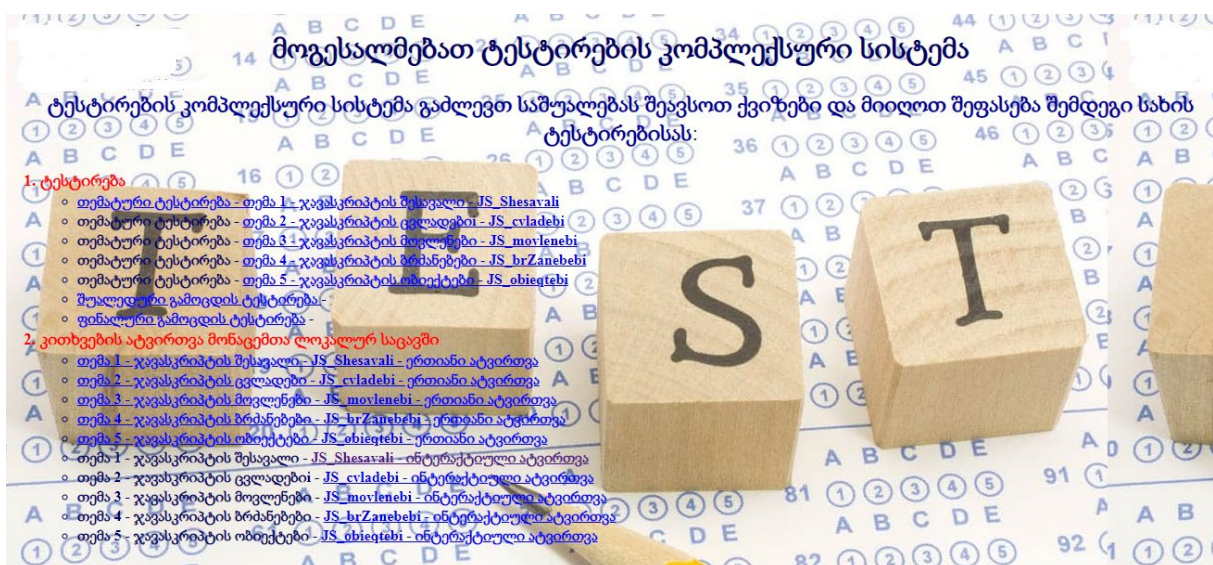 მოგესალმებათ ტესტირების კომპლექსური სისტემა
ტესტირების კომპლექსური სისტემა გაძლევთ საშუალებას შეავსოთ ქვიზები და მიიღოთ შეფასება შემდეგი სახის
ტესტირებისას:
1. ტესტირება
თემატური ტესტირება - თემა 1 - ჯავასკრიპტის შესავალი - JS_Shesavali
თემატური ტესტირება - თემა 2 - ჯავასკრიპტის ცვლადებიi - JS_cvladebi
თემატური ტესტირება - თემა 3 - ჯავასკრიპტის მოვლენები - JS_movlenebi
თემატური ტესტირება - თემა 4 - ჯავასკრიპტის ბრძანებები - JS_brZanebebi
თემატური ტესტირება - თემა 5 - ჯავასკრიპტის ობიექტები - JS_obieqtebi
შუალედური გამოცდის ტესტირება -
ფინალური გამოცდის ტესტირება -
2. კითხვების ატვირთვა მონაცემთა ლოკალურ საცავში
თემა 1 - ჯავასკრიპტის შესავალი - JS_Shesavali - ერთიანი ატვირთვა
თემა 2 - ჯავასკრიპტის ცვლადები - JS_cvladebi - ერთიანი ატვირთვა
თემა 3 - ჯავასკრიპტის მოვლენები - JS_movlenebi - ერთიანი ატვირთვა
თემა 4 - ჯავასკრიპტის ბრძანებები - JS_brZanebebi - ერთიანი ატვირთვა
თემა 5 - ჯავასკრიპტის ობიექტები - JS_obieqtebi - ერთიანი ატვირთვა
თემა 1 - ჯავასკრიპტის შესავალი - JS_Shesavali - ინტერაქტიული ატვირთვა
თემა 2 - ჯავასკრიპტის ცვლადებიi - JS_cvladebi - ინტერაქტიული ატვირთვა
თემა 3 - ჯავასკრიპტის მოვლენები - JS_movlenebi - ინტერაქტიული ატვირთვა
თემა 4 - ჯავასკრიპტის ბრძანებები - JS_brZanebebi - ინტერაქტიული ატვირთვა
თემა 5 - ჯავასკრიპტის ობიექტები - JS_obieqtebi - ინტერაქტიული ატვირთვა
T E S T